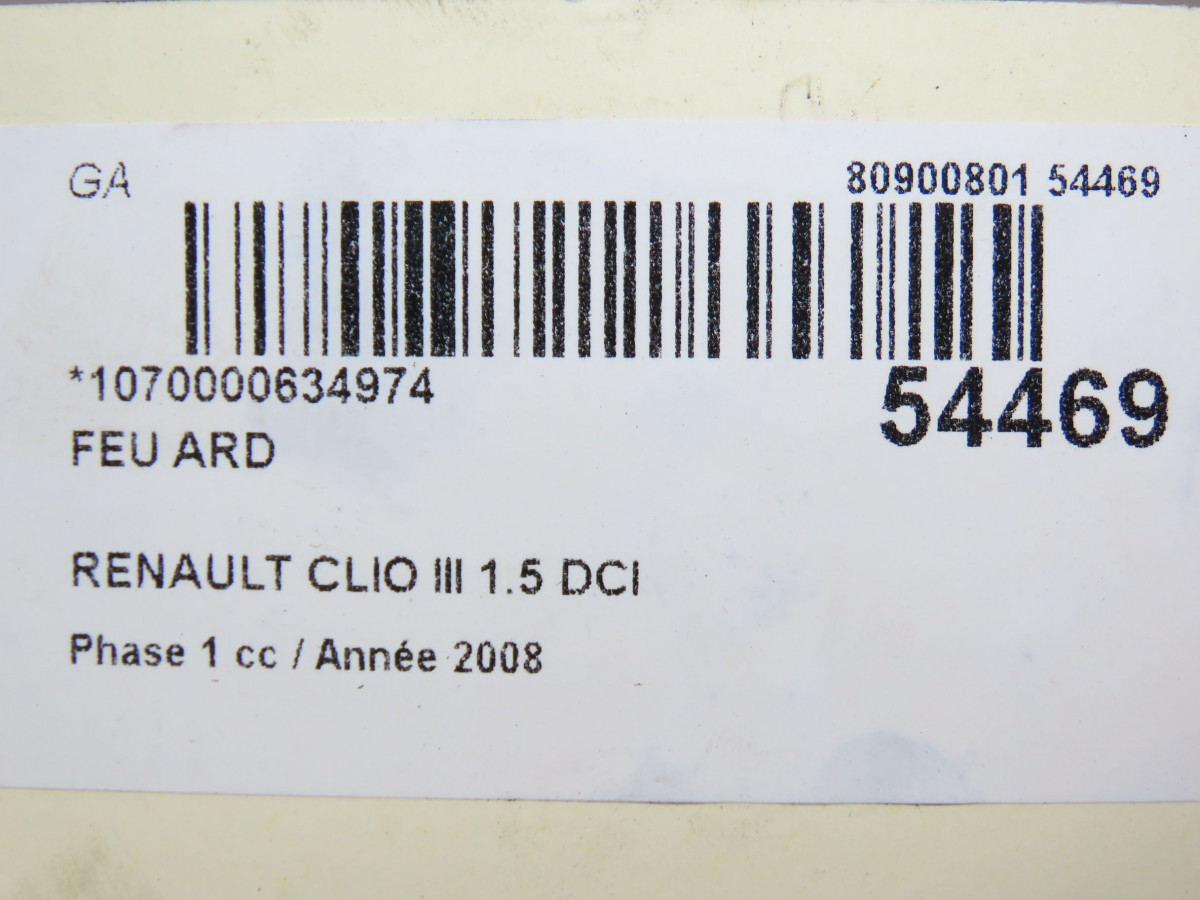 GA
80900801 54469
*1070000634974
54469
FEU ARD
RENAULT CLIO III 1.5 DCI
Phase 1 cc / Année 2008